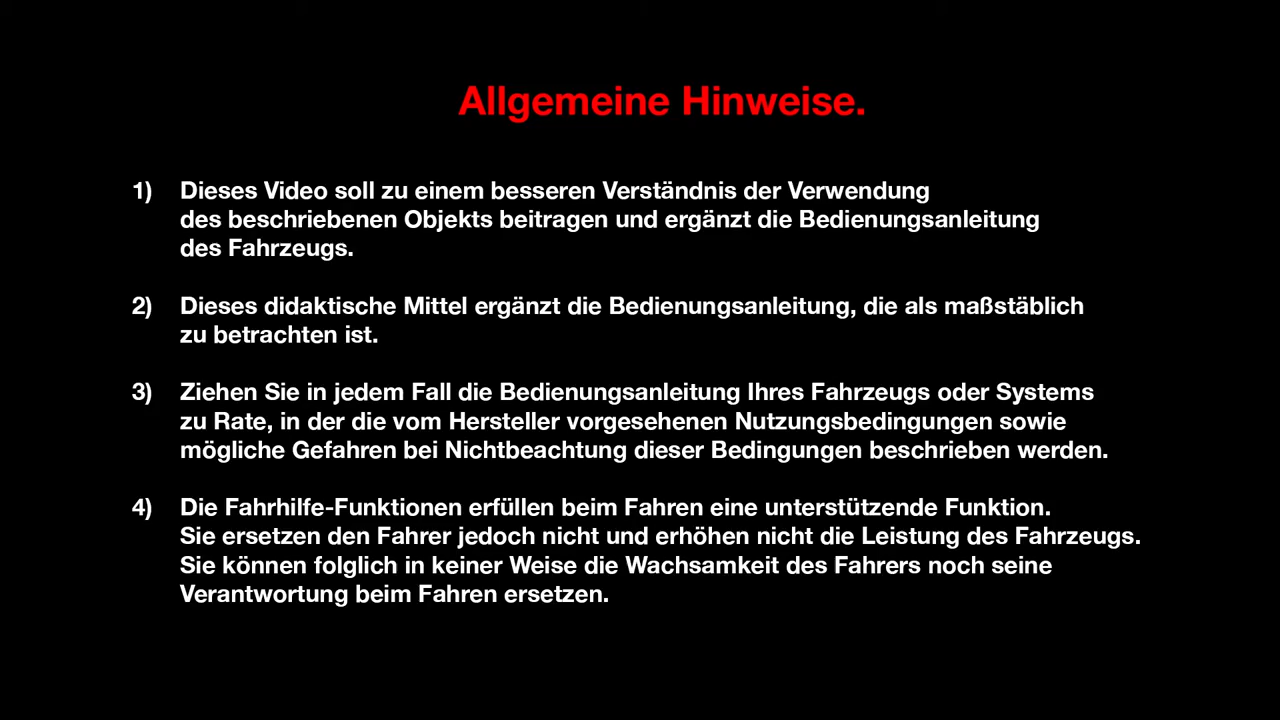 Allgemeine Hinweise.
1) Dieses Video soll zu einem besseren Verständnis der Verwendung
des beschriebenen Objekts beitragen und ergänzt die Bedienungsanleitung
des Fahrzeugs.
2) Dieses didaktische Mittel ergänzt die Bedienungsanleitung, die als maßstäblich
zu betrachten ist.
3) Ziehen Sie in jedem Fall die Bedienungsanleitung Ihres Fahrzeugs oder Systems
zu Rate, in der die vom Hersteller vorgesehenen Nutzungsbedingungen sowie
mögliche Gefahren bei Nichtbeachtung dieser Bedingungen beschrieben werden.
4) Die Fahrhilfe-Funktionen erfüllen beim Fahren eine unterstützende Funktion.
Sie ersetzen den Fahrer jedoch nicht und erhöhen nicht die Leistung des Fahrzeugs.
Sie können folglich in keiner Weise die Wachsamkeit des Fahrers noch seine
Verantwortung beim Fahren ersetzen.